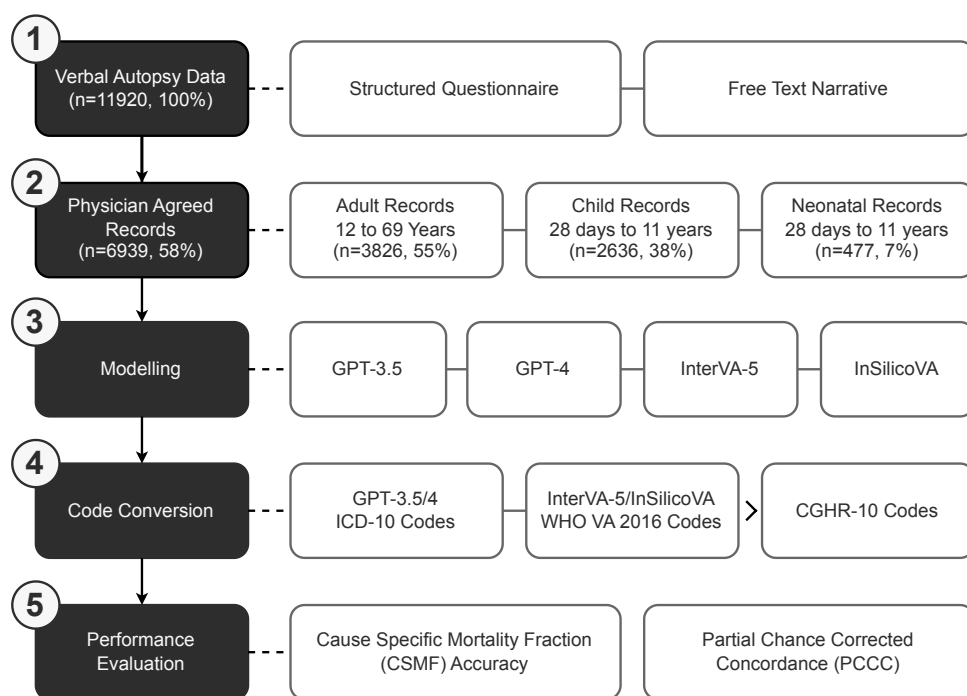 1
Verbal Autopsy Data
(n=11920, 100%)
Structured Questionnaire
Free Text Narrative
2
Physician Agreed
Records
(n=6939, 58%)
Adult Records
12 to 69 Years
(n=3826, 55%)
Child Records
28 days to 11 years
(n=2636, 38%)
Neonatal Records
28 days to 11 years
(n=477, 7%)
3
Modelling
GPT-3.5
GPT-4
InterVA-5
InSilicoVA
4
Code Conversion
GPT-3.5/4
ICD-10 Codes
InterVA-5/InSilicoVA
WHO VA 2016 Codes
CGHR-10 Codes
5
Performance
Evaluation
Cause Specific Mortality Fraction
(CSMF) Accuracy
Partial Chance Corrected
Concordance (PCCC)